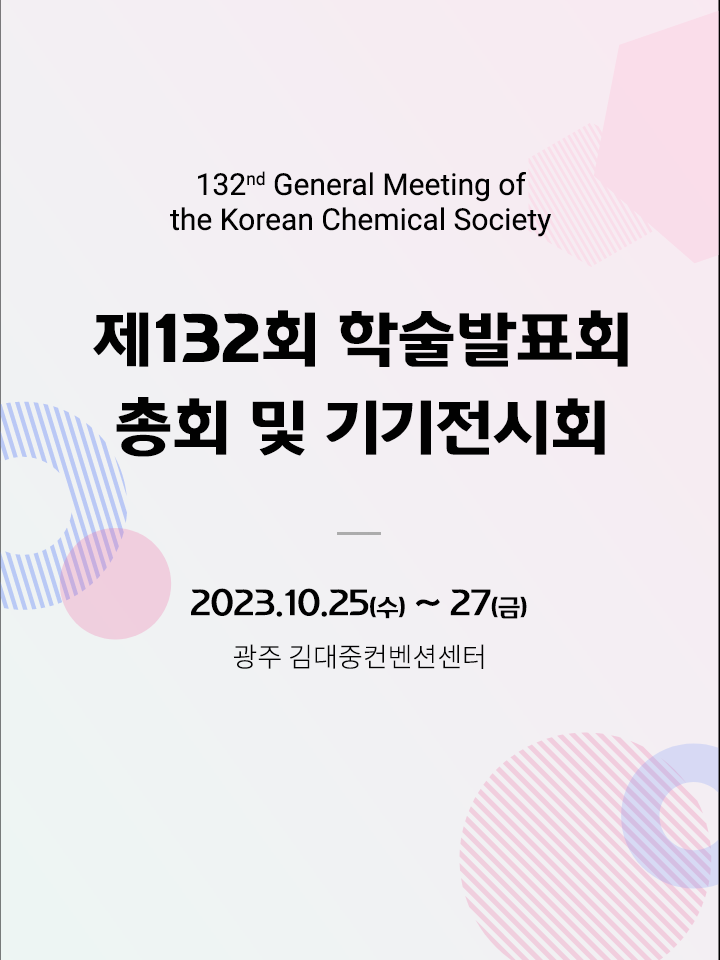 132nd General Meeting of
the Korean Chemical Society
제132회 학술발표회
총회 및 기기전시회
2023.10.25(수) ~ 27(금)
광주 김대중컨벤션센터